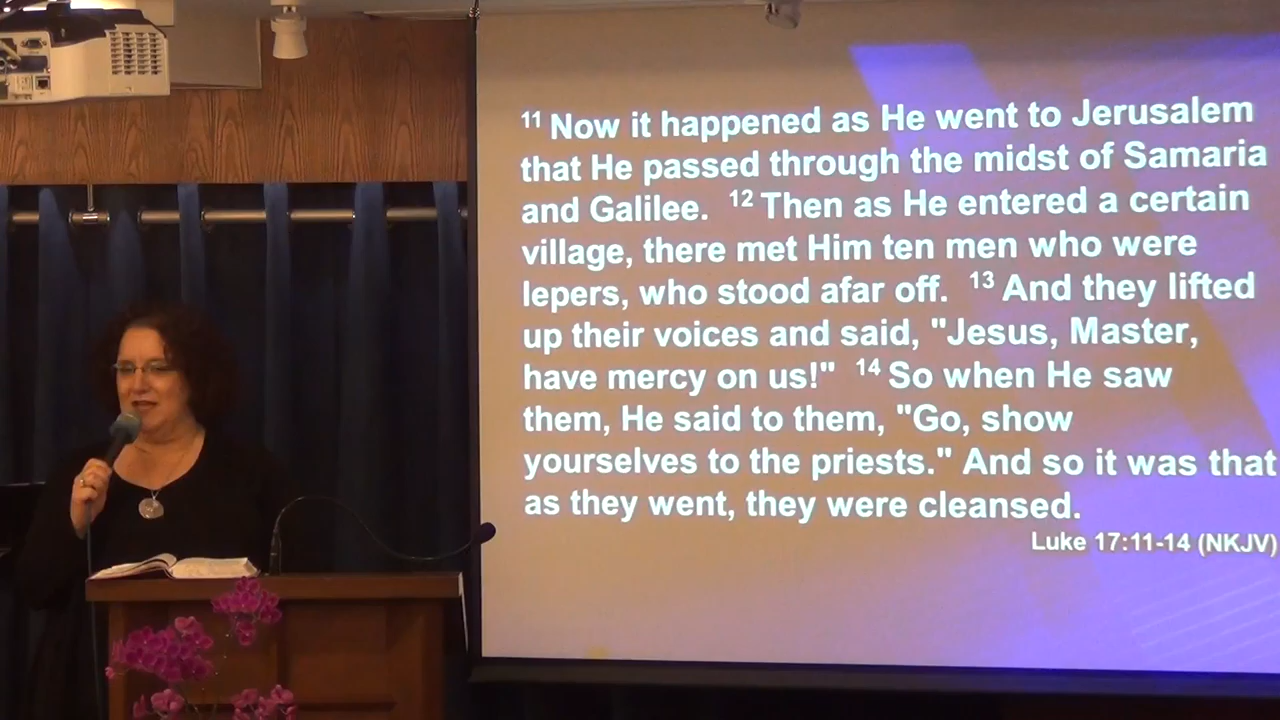 11 Now it happened as He went to Jerusalem
that He passed through the midst of Samaria
and Galilee. 12 Then as He entered a certain
village, there met Him ten men who were
lepers, who stood afar off. 13 And they lifted
up their voices and said, "Jesus, Master,
have mercy on us!" 14 So when He saw
them, He said to them, "Go, show
yourselves to the priests." And so it was that
as they went, they were cleansed.
Luke 17:11-14 (NKJV)